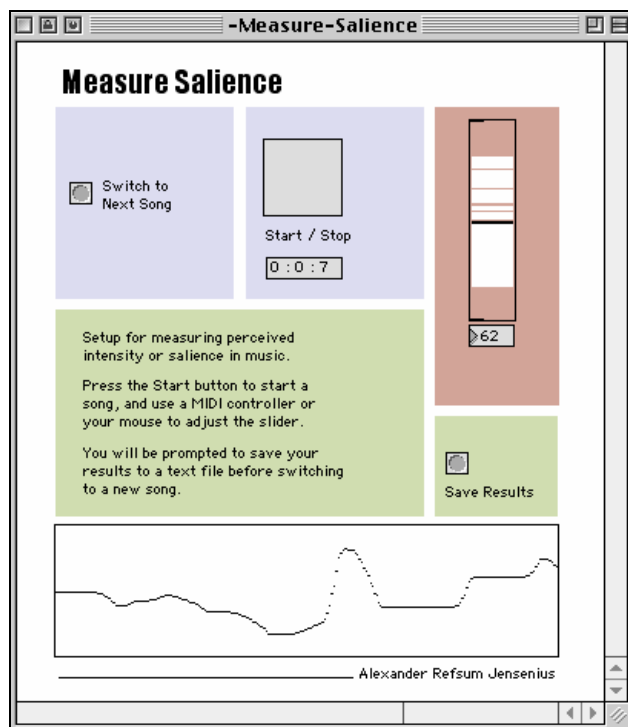 -Measure-Salience
Measure Salience
Switch to
Next Song
Start / Stop
0 : 0 : 7
62
Setup for measuring perceived
intensity or salience in music.
Press the Start button to start a
song, and use a MIDI controller or
your mouse to adjust the slider.
You will be prompted to save your
results to a text file before switching
to a new song.
Save Results
Alexander Refsum Jensenius